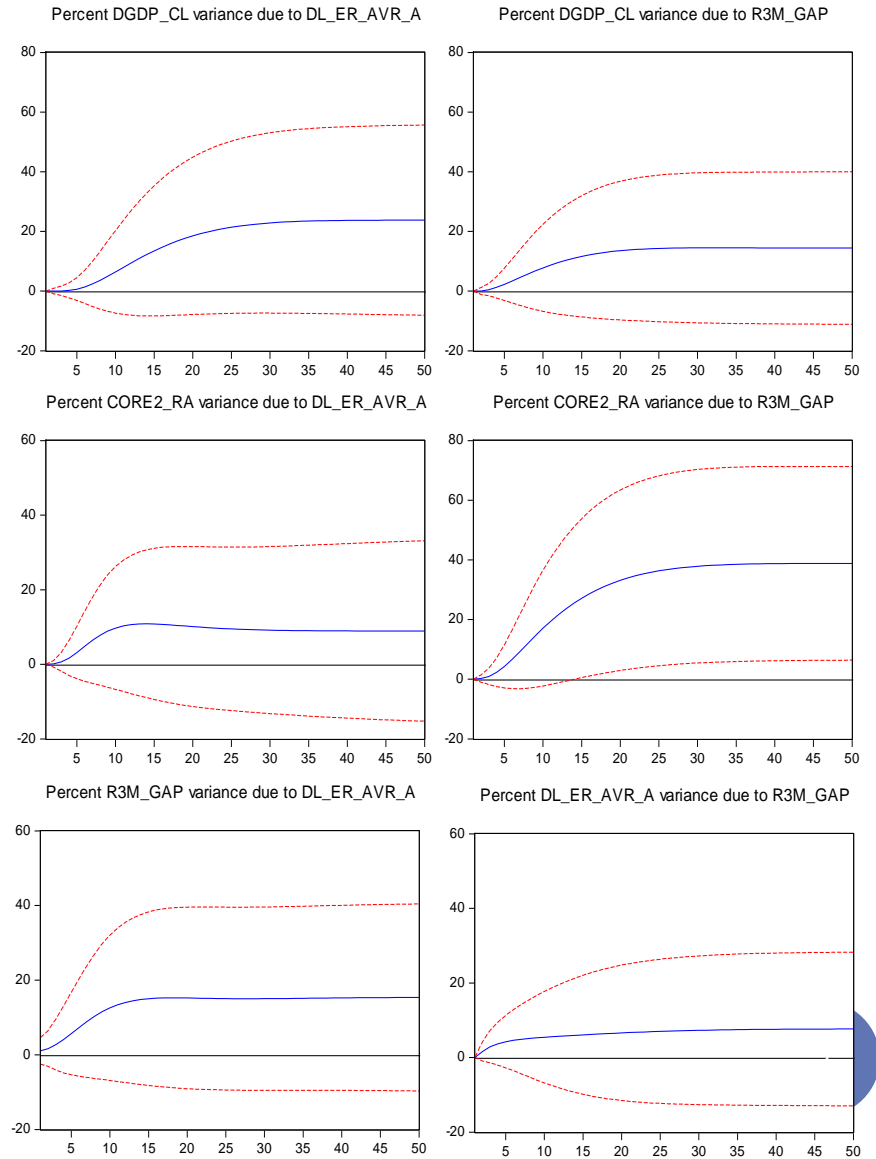 Percent DGDP_CL variance due to DL_ER_AVR_A
80
60
40
20
0
-20
5 10 15 20 25 30 35 40 45 50
Percent DGDP_CL variance due to R3M_GAP
80
60
40
20
0
-20
5 10 15 20 25 30 35 40 45 50
Percent CORE2_RA variance due to DL_ER_AVR_A
60
40
20
0
-20
5 10 15 20 25 30 35 40 45 50
Percent CORE2_RA variance due to R3M_GAP
80
60
40
20
0
-20
5 10 15 20 25 30 35 40 45 50
Percent R3M_GAP variance due to DL_ER_AVR_A
60
40
20
0
-20
5 10 15 20 25 30 35 40 45 50
Percent DL_ER_AVR_A variance due to R3M_GAP
60
40
20
0
-20
5 10 15 20 25 30 35 40 45 50